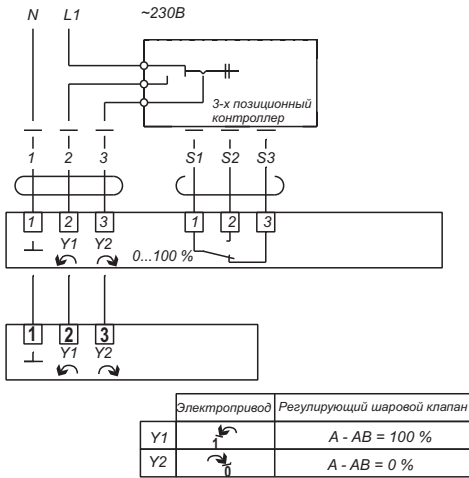 N L1 ~230В
3-х позиционный
контроллер
1 2 3 S1 S2 S3
1 2 3 1 2 3
Y1 Y2
0...100 %
1 2 3
Y1 Y2
Электропривод Регулирующий шаровой клапан
Y1 1 A - AB = 100 %
Y2 0 A - AB = 0 %